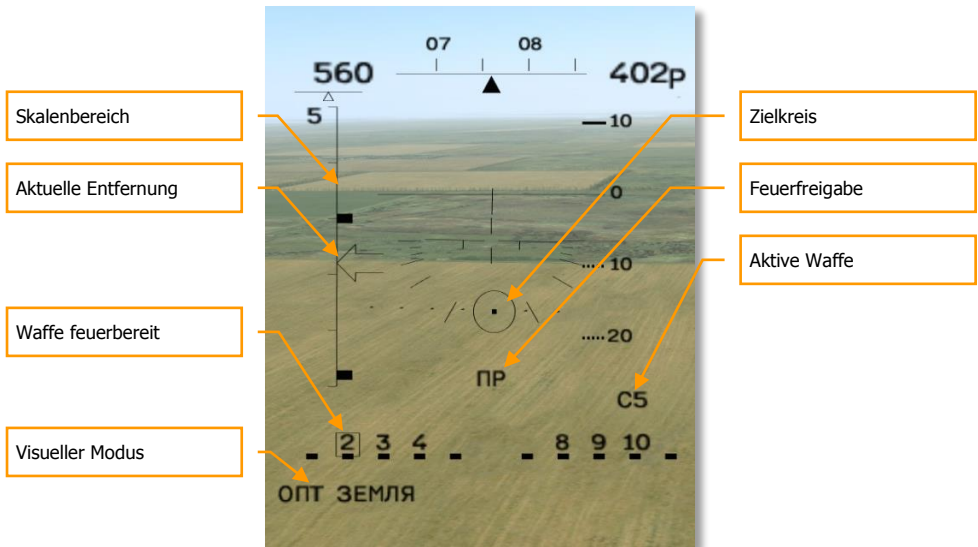 07 08
560 402р
Skalenbereich
5
10
Zielkreis
Aktuelle Entfernung
0
Feuerfreigabe
10
Aktive Waffe
Waffe feuerbereit
20
ПР
С5
Visueller Modus
2 3 4 8 9 10
ОПТ ЗЕМЛЯ